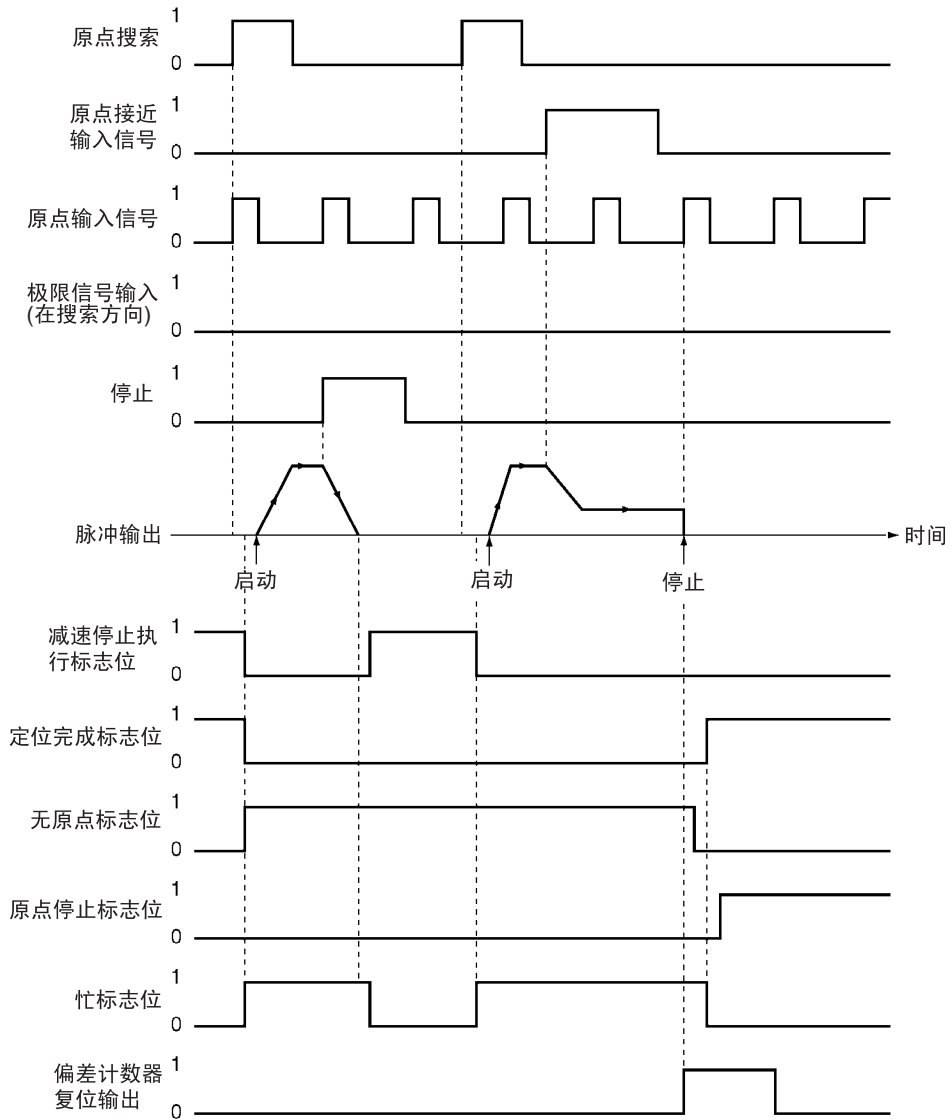 原点搜索
1
0
原点接近
输入信号
1
0
原点输入信号
1
0
极限信号输入
(在搜索方向)
1
0
停止
1
0
脉冲输出
时间
启动
启动
停止
减速停止执
行标志位
1
0
定位完成标志位
1
0
无原点标志位
1
0
原点停止标志位
1
0
忙标志位
1
0
偏差计数器
复位输出
1
0